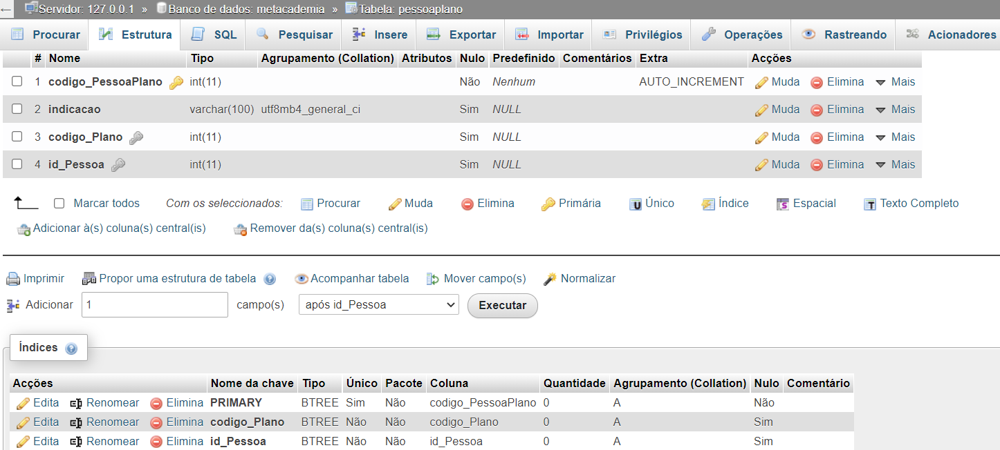 Servidor: 127.0.0.1 » Banco de dados: metacademia » Tabela: pessoaplano
Procurar Estrutura SQL Pesquisar Insere Exportar Importar Privilégios Operações Rastreando Acionadores
# Nome Tipo Agrupamento (Collation) Atributos Nulo Predefinido Comentários Extra Acções
1 codigo_PessoaPlano int(11) Não Nenhum AUTO_INCREMENT Muda Elimina Mais
2 indicacao varchar(100) utf8mb4_general_ci Sim NULL Muda Elimina Mais
3 codigo_Plano int(11) Sim NULL Muda Elimina Mais
4 id_Pessoa int(11) Sim NULL Muda Elimina Mais
Marcar todos Com os seleccionados: Procurar Muda Elimina Primária Único Índice Espacial Texto Completo
Adicionar à(s) coluna(s) central(is) Remover da(s) coluna(s) central(is)
Imprimir Propor uma estrutura de tabela Acompanhar tabela Mover campo(s) Normalizar
Adicionar 1 campo(s) após id_Pessoa Executar
Índices
Acções Nome da chave Tipo Único Pacote Coluna Quantidade Agrupamento (Collation) Nulo Comentário
Edita Renomear Elimina PRIMARY BTREE Sim Não codigo_PessoaPlano 0 A Não
Edita Renomear Elimina codigo_Plano BTREE Não Não codigo_Plano 0 A Sim
Edita Renomear Elimina id_Pessoa BTREE Não Não id_Pessoa 0 A Sim